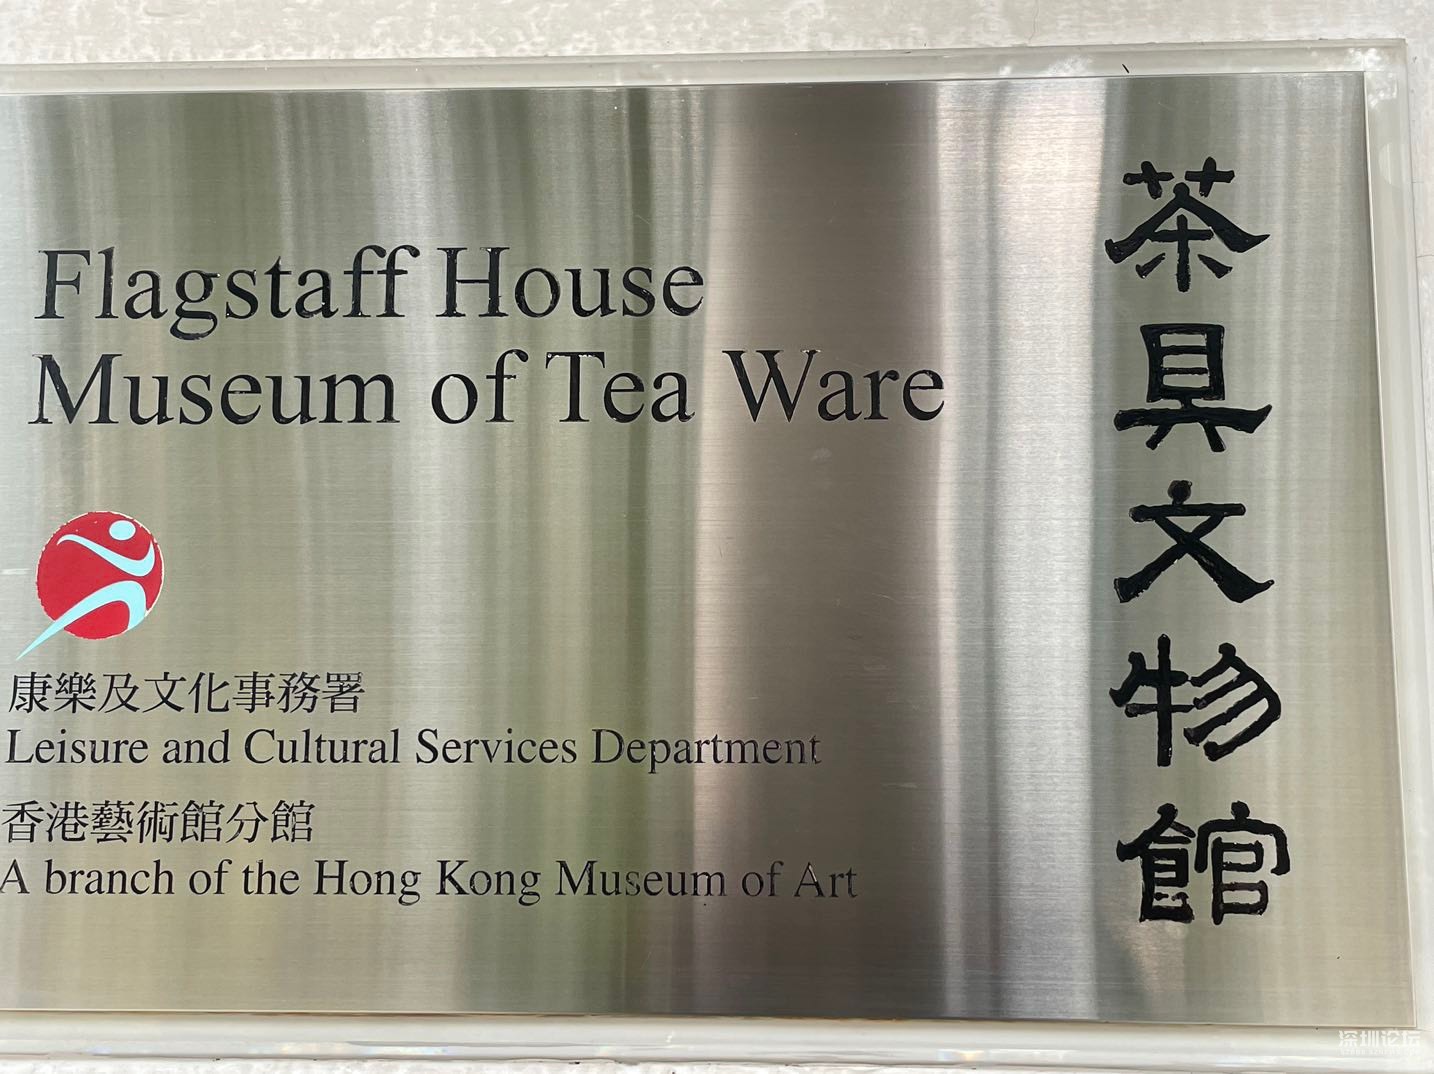 Flagstaff House
Museum of Tea Ware
康樂及文化事務署
Leisure and Cultural Services Department
香港藝術館分館
A branch of the Hong Kong Museum of Art
茶具文物館
深圳论坛